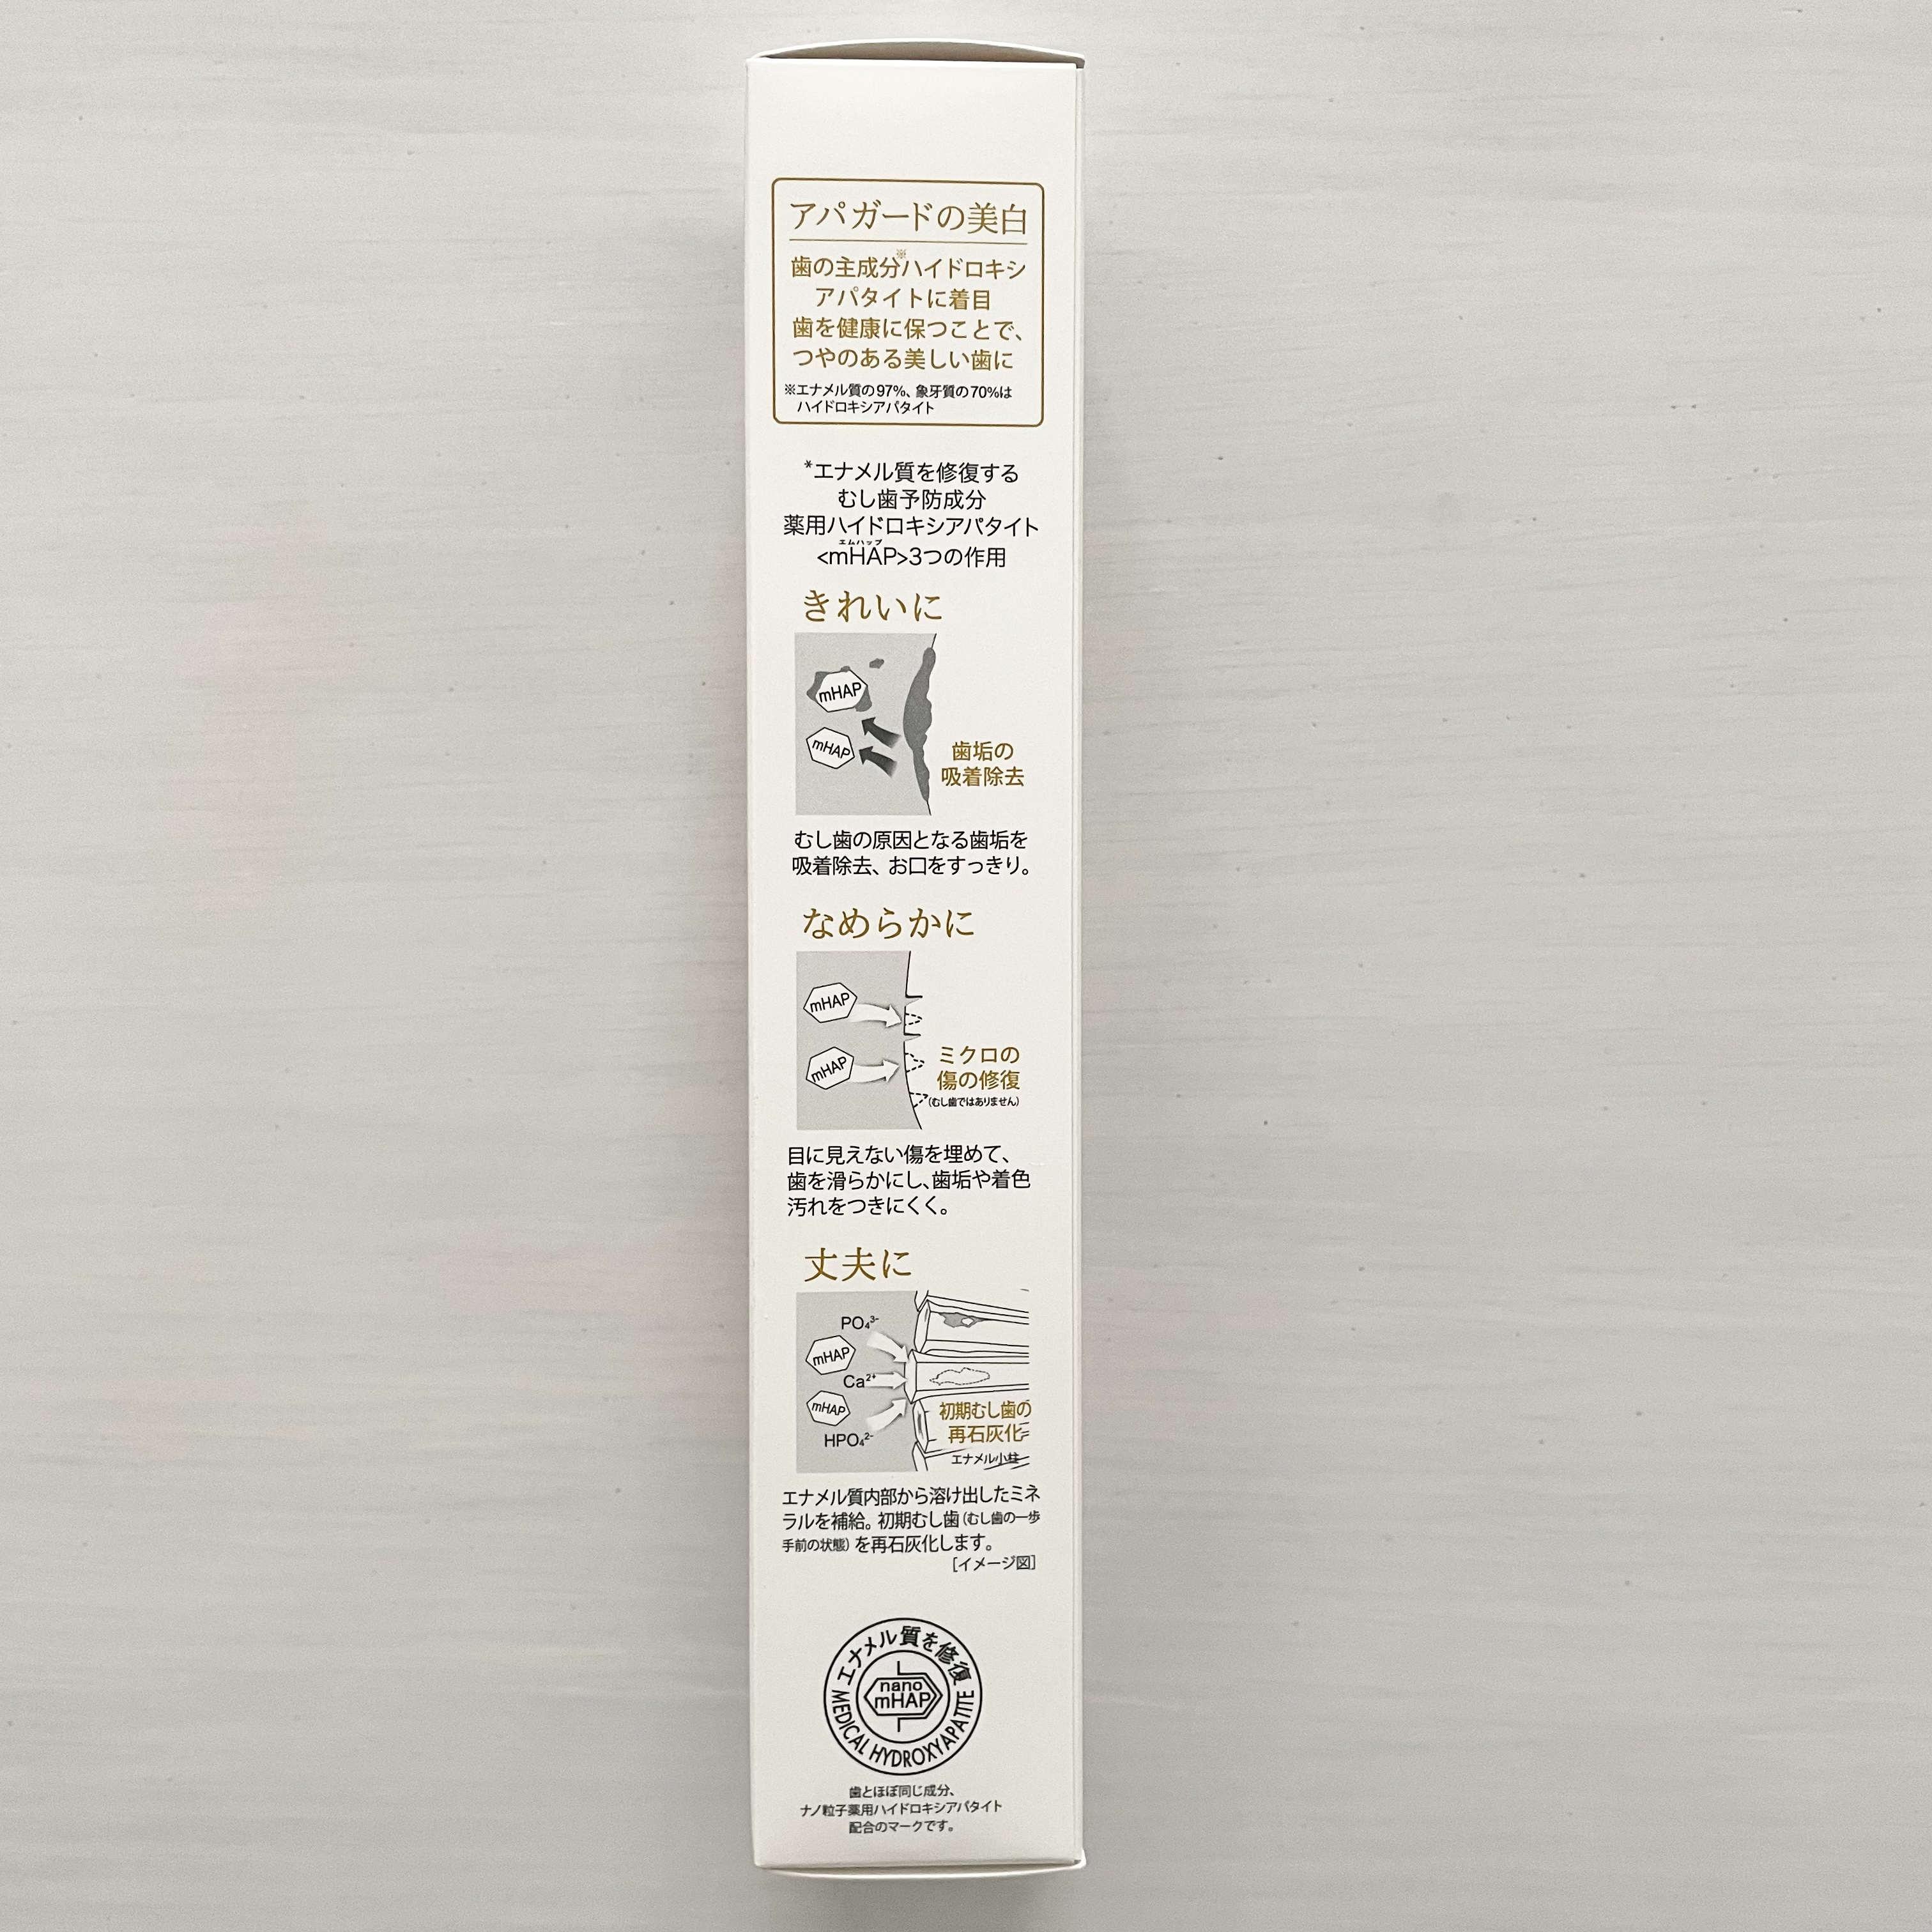 アパガードの美白
歯の主成分※ハイドロキシ
アパタイトに着目
歯を健康に保つことで、
つやのある美しい歯に
※エナメル質の97%、象牙質の70%は
ハイドロキシアパタイト
*エナメル質を修復する
むし歯予防成分
薬用ハイドロキシアパタイト
エムハップ
<mHAP>3つの作用
きれいに
mHAP
mHAP
歯垢の
吸着除去
むし歯の原因となる歯垢を
吸着除去、お口をすっきり。
なめらかに
mHAP
mHAP
ミクロの
傷の修復
(むし歯ではありません)
目に見えない傷を埋めて、
歯を滑らかにし、歯垢や着色
汚れをつきにくく。
丈夫に
PO₄³⁻
mHAP
Ca²⁺
mHAP
HPO₄²⁻
初期むし歯の
再石灰化
エナメル小柱
エナメル質内部から溶け出したミネ
ラルを補給。初期むし歯(むし歯の一歩
手前の状態)を再石灰化します。
[イメージ図]
エナメル質を修復
nano
mHAP
MEDICAL HYDROXYAPATITE
歯とほぼ同じ成分、
ナノ粒子薬用ハイドロキシアパタイト
配合のマークです。